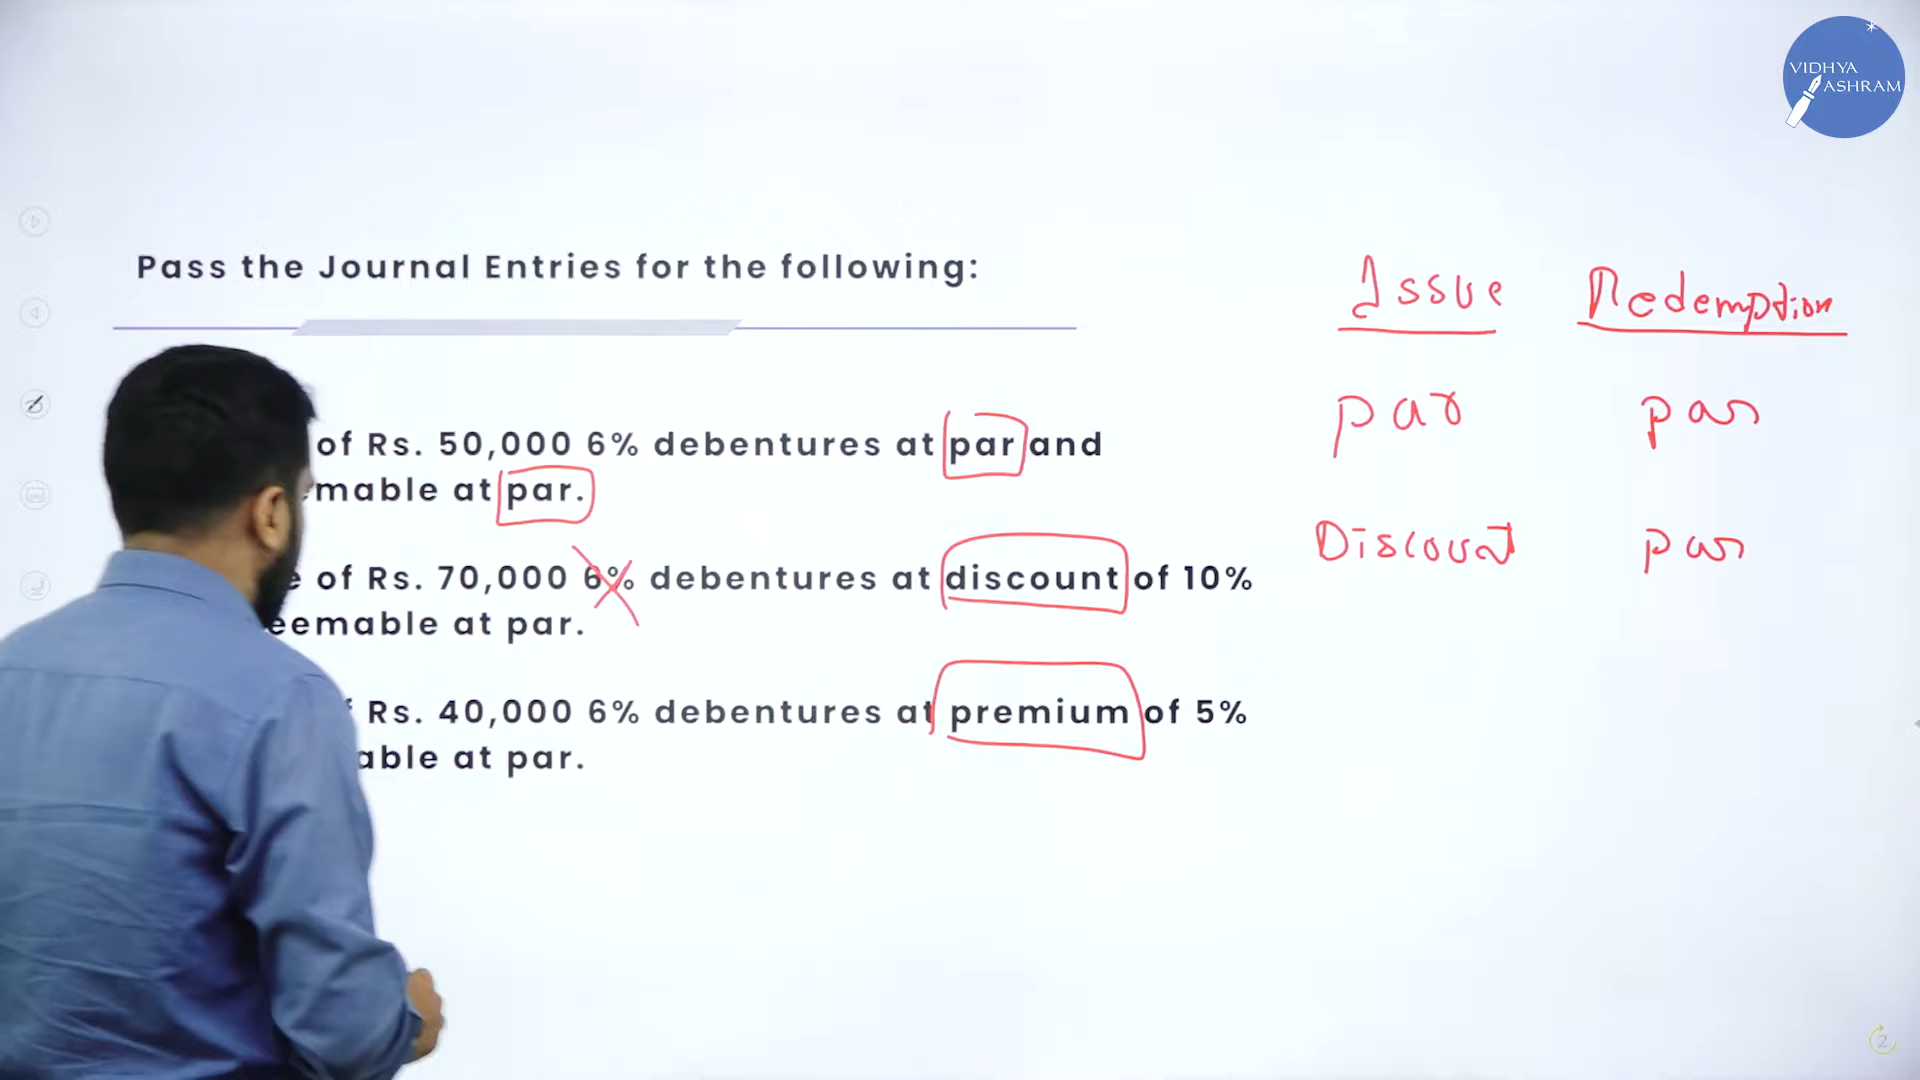 VIDHYA
ASHRAM
Pass the Journal Entries for the following:
Issue Redemption
par par
of Rs. 50,000 6% debentures at par and
emable at par.
Discount par
e of Rs. 70,000 6% debentures at discount of 10%
eemable at par.
Rs. 40,000 6% debentures at premium of 5%
able at par.
2